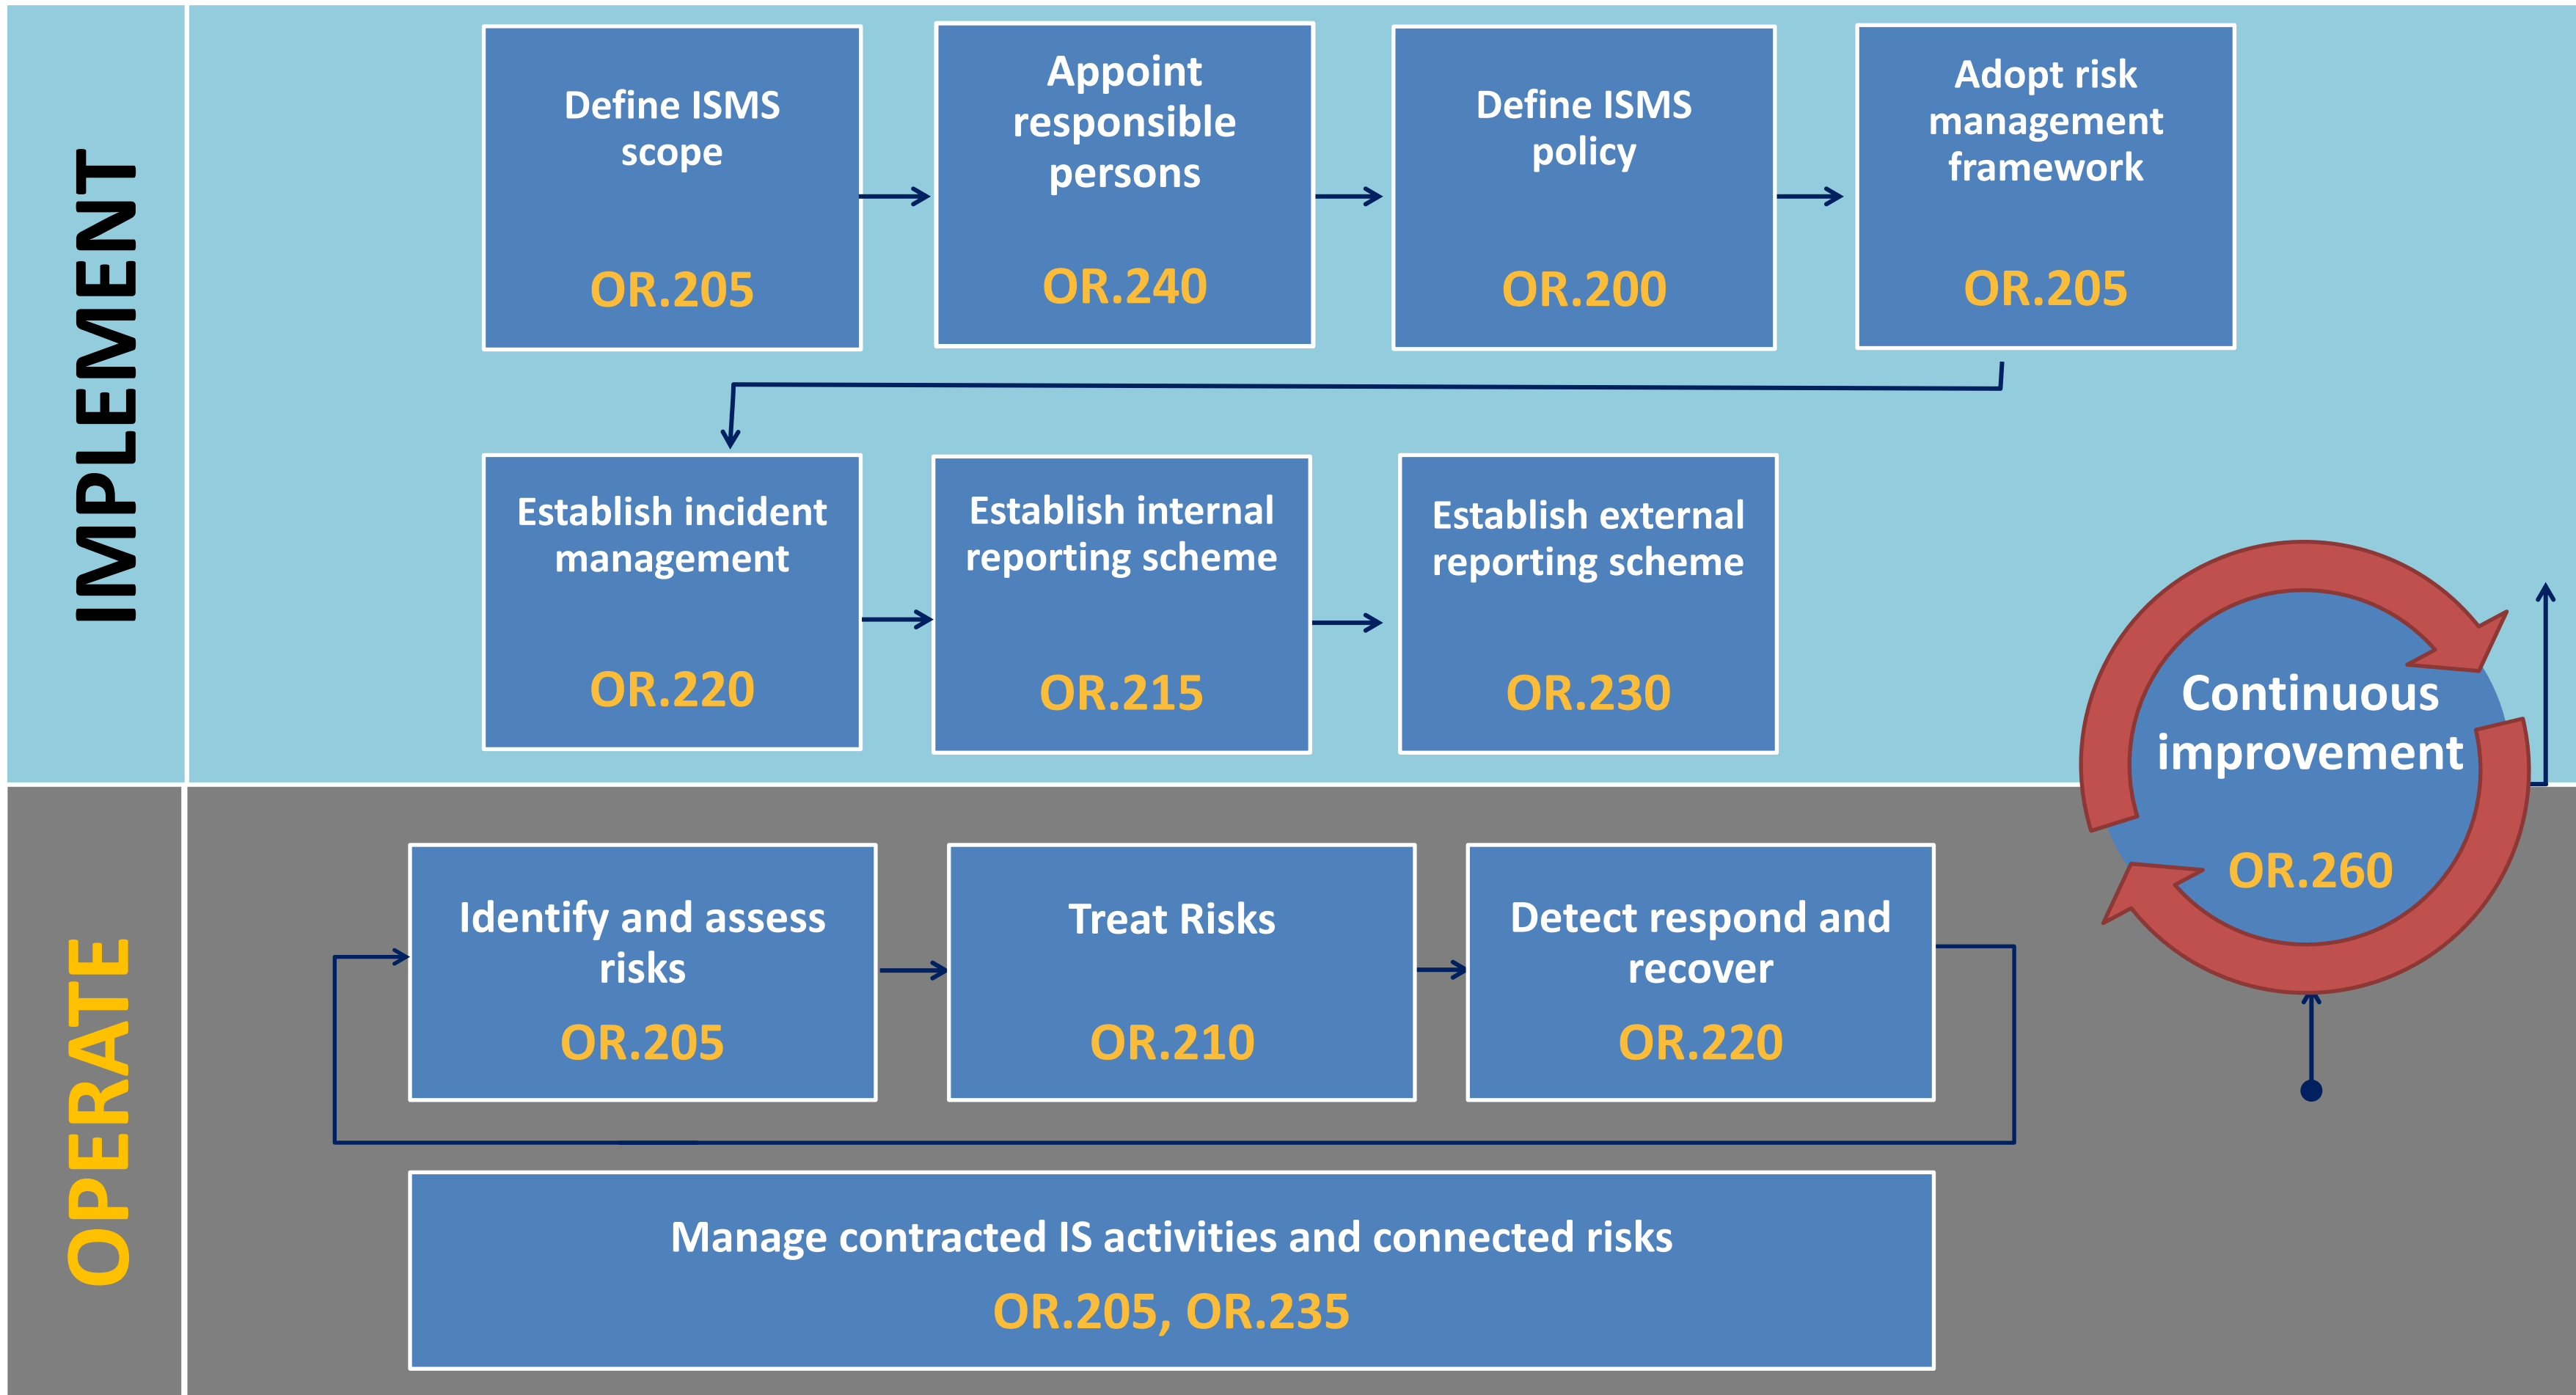 IMPLEMENT
Define ISMS
scope
OR.205
Appoint
responsible
persons
OR.240
Define ISMS
policy
OR.200
Adopt risk
management
framework
OR.205
Establish incident
management
OR.220
Establish internal
reporting scheme
OR.215
Establish external
reporting scheme
OR.230
Continuous
improvement
OR.260
OPERATE
Identify and assess
risks
OR.205
Treat Risks
OR.210
Detect respond and
recover
OR.220
Manage contracted IS activities and connected risks
OR.205, OR.235